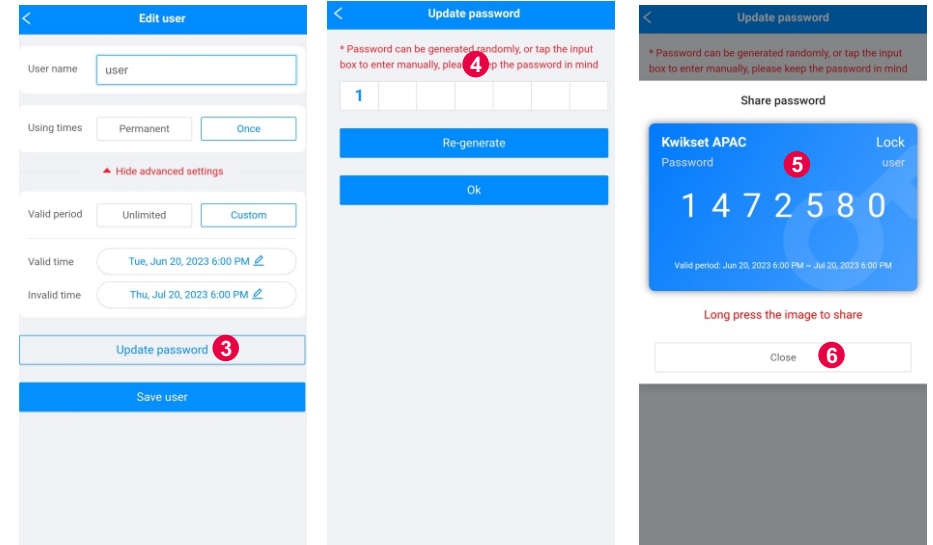 Edit user
User name
user
Using times
Permanent
Once
Hide advanced settings
Valid period
Unlimited
Custom
Valid time
Tue, Jun 20, 2023 6:00 PM
Invalid time
Thu, Jul 20, 2023 6:00 PM
Update password
3
Save user
Update password
* Password can be generated randomly, or tap the input
box to enter manually, please keep the password in mind
4
1
Re-generate
Ok
Update password
* Password can be generated randomly, or tap the input
box to enter manually, please keep the password in mind
Share password
Kwikset APAC
Lock
Password
user
5
1 4 7 2 5 8 0
Valid period: Jun 20, 2023 6:00 PM ~ Jul 20, 2023 6:00 PM
Long press the image to share
Close
6